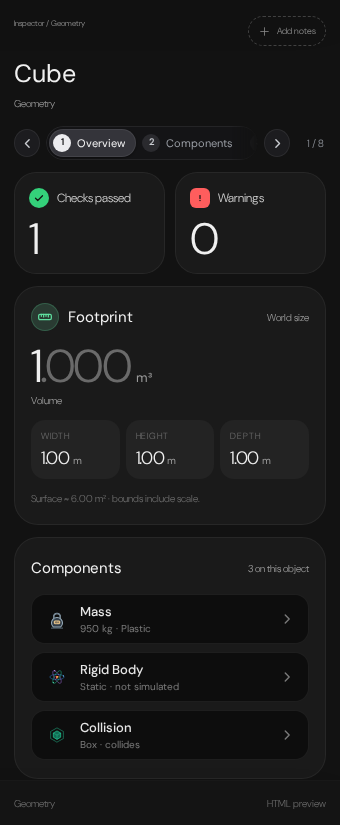 Inspector / Geometry
+ Add notes
Cube
Geometry
1 Overview 2 Components 1 / 8
Checks passed
1
Warnings
0
Footprint World size
1.000 m³
Volume
WIDTH HEIGHT DEPTH
1.00 m 1.00 m 1.00 m
Surface ≈ 6.00 m² · bounds include scale.
Components 3 on this object
Mass
950 kg · Plastic
Rigid Body
Static · not simulated
Collision
Box · collides
Geometry HTML preview